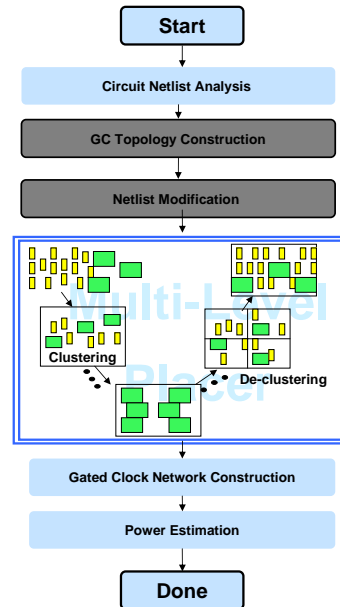 Start
Circuit Netlist Analysis
GC Topology Construction
Netlist Modification
Multi-Level
Placer
Clustering
De-clustering
Gated Clock Network Construction
Power Estimation
Done